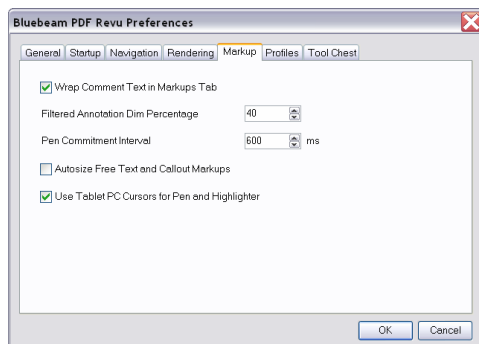 Bluebeam PDF Revu Preferences
General Startup Navigation Rendering Markup Profiles Tool Chest
Wrap Comment Text in Markups Tab
Filtered Annotation Dim Percentage 40
Pen Commitment Interval 600 ms
Autosize Free Text and Callout Markups
Use Tablet PC Cursors for Pen and Highlighter
OK Cancel